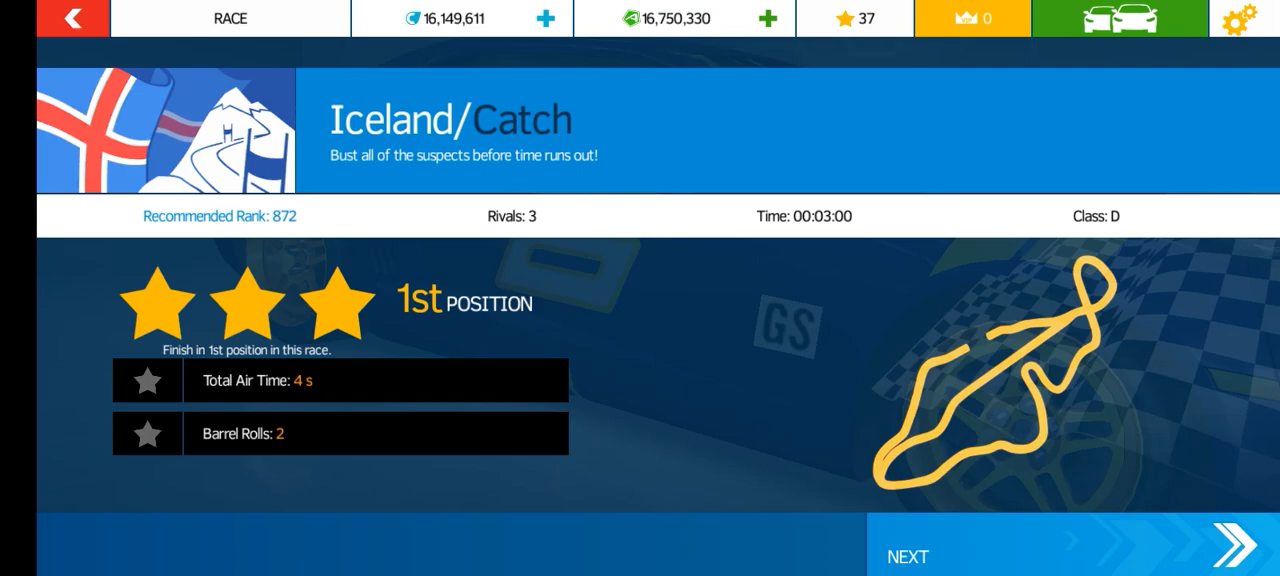 RACE
16,149,611
16,750,330
37
0
Iceland/Catch
Bust all of the suspects before time runs out!
Recommended Rank: 872
Rivals: 3
Time: 00:03:00
Class: D
1st POSITION
Finish in 1st position in this race.
Total Air Time: 4 s
Barrel Rolls: 2
GS
NEXT